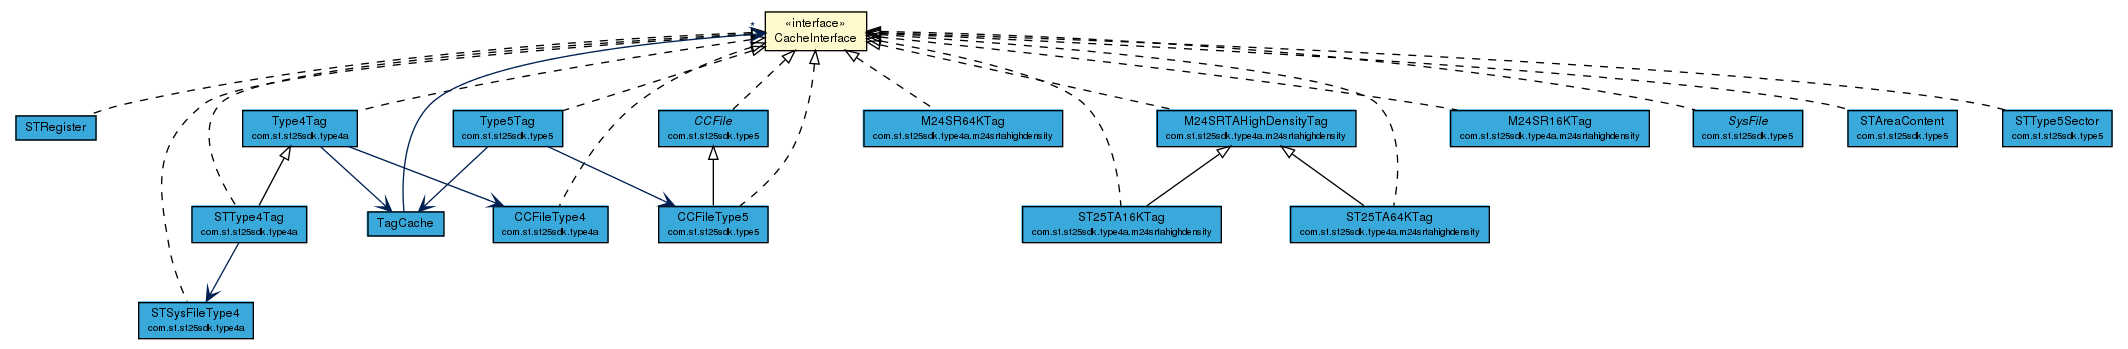 *
«interface»
CacheInterface
STRegister
Type4Tag
com.st.st25sdk.type4a
Type5Tag
com.st.st25sdk.type5
CCFile
com.st.st25sdk.type5
M24SR64KTag
com.st.st25sdk.type4a.m24srtahighdensity
M24SRTAHighDensityTag
com.st.st25sdk.type4a.m24srtahighdensity
M24SR16KTag
com.st.st25sdk.type4a.m24srtahighdensity
SysFile
com.st.st25sdk.type5
STAreaContent
com.st.st25sdk.type5
STType5Sector
com.st.st25sdk.type5
STType4Tag
com.st.st25sdk.type4a
TagCache
CCFileType4
com.st.st25sdk.type4a
CCFileType5
com.st.st25sdk.type5
ST25TA16KTag
com.st.st25sdk.type4a.m24srtahighdensity
ST25TA64KTag
com.st.st25sdk.type4a.m24srtahighdensity
STSysFileType4
com.st.st25sdk.type4a